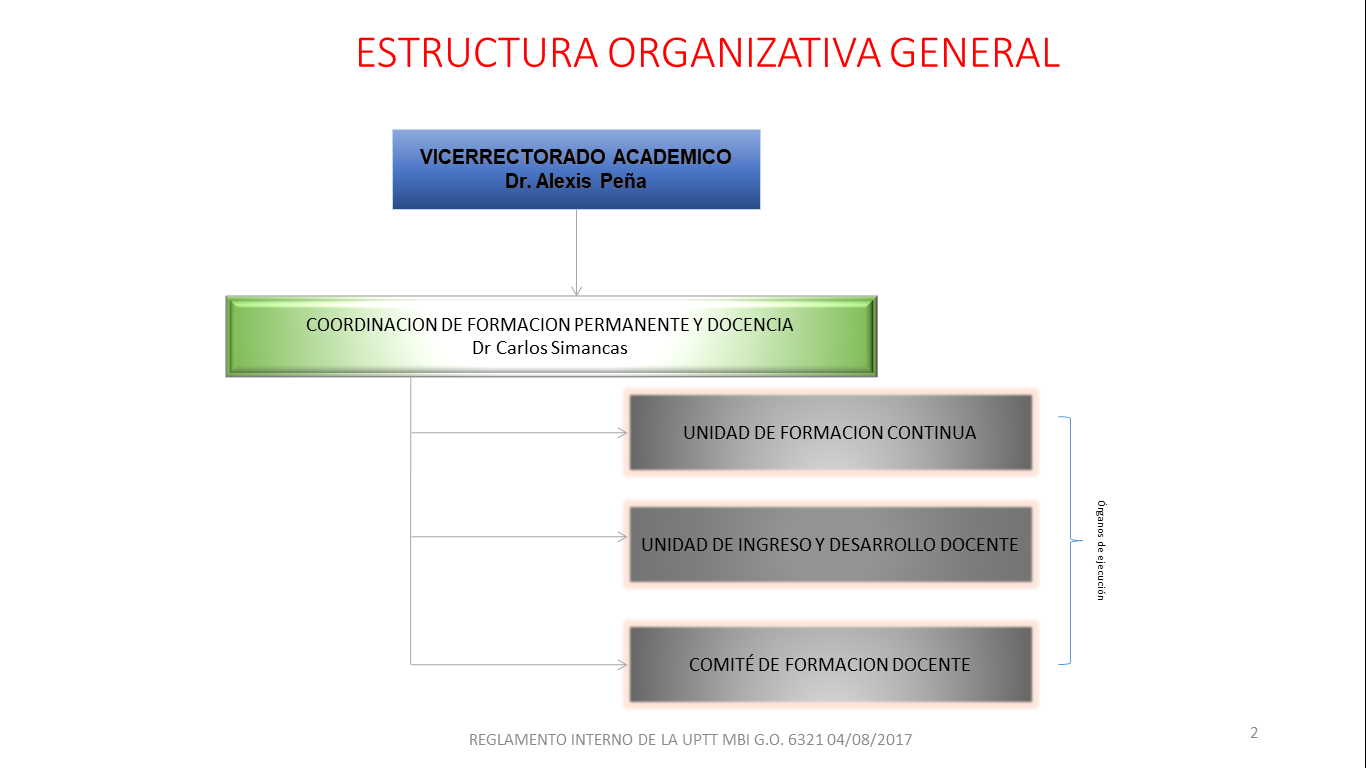 ESTRUCTURA ORGANIZATIVA GENERAL
VICERRECTORADO ACADEMICO
Dr. Alexis Peña
COORDINACION DE FORMACION PERMANENTE Y DOCENCIA
Dr Carlos Simancas
UNIDAD DE FORMACION CONTINUA
UNIDAD DE INGRESO Y DESARROLLO DOCENTE
COMITÉ DE FORMACION DOCENTE
Órganos de ejecución
REGLAMENTO INTERNO DE LA UPTT MBI G.O. 6321 04/08/2017
2